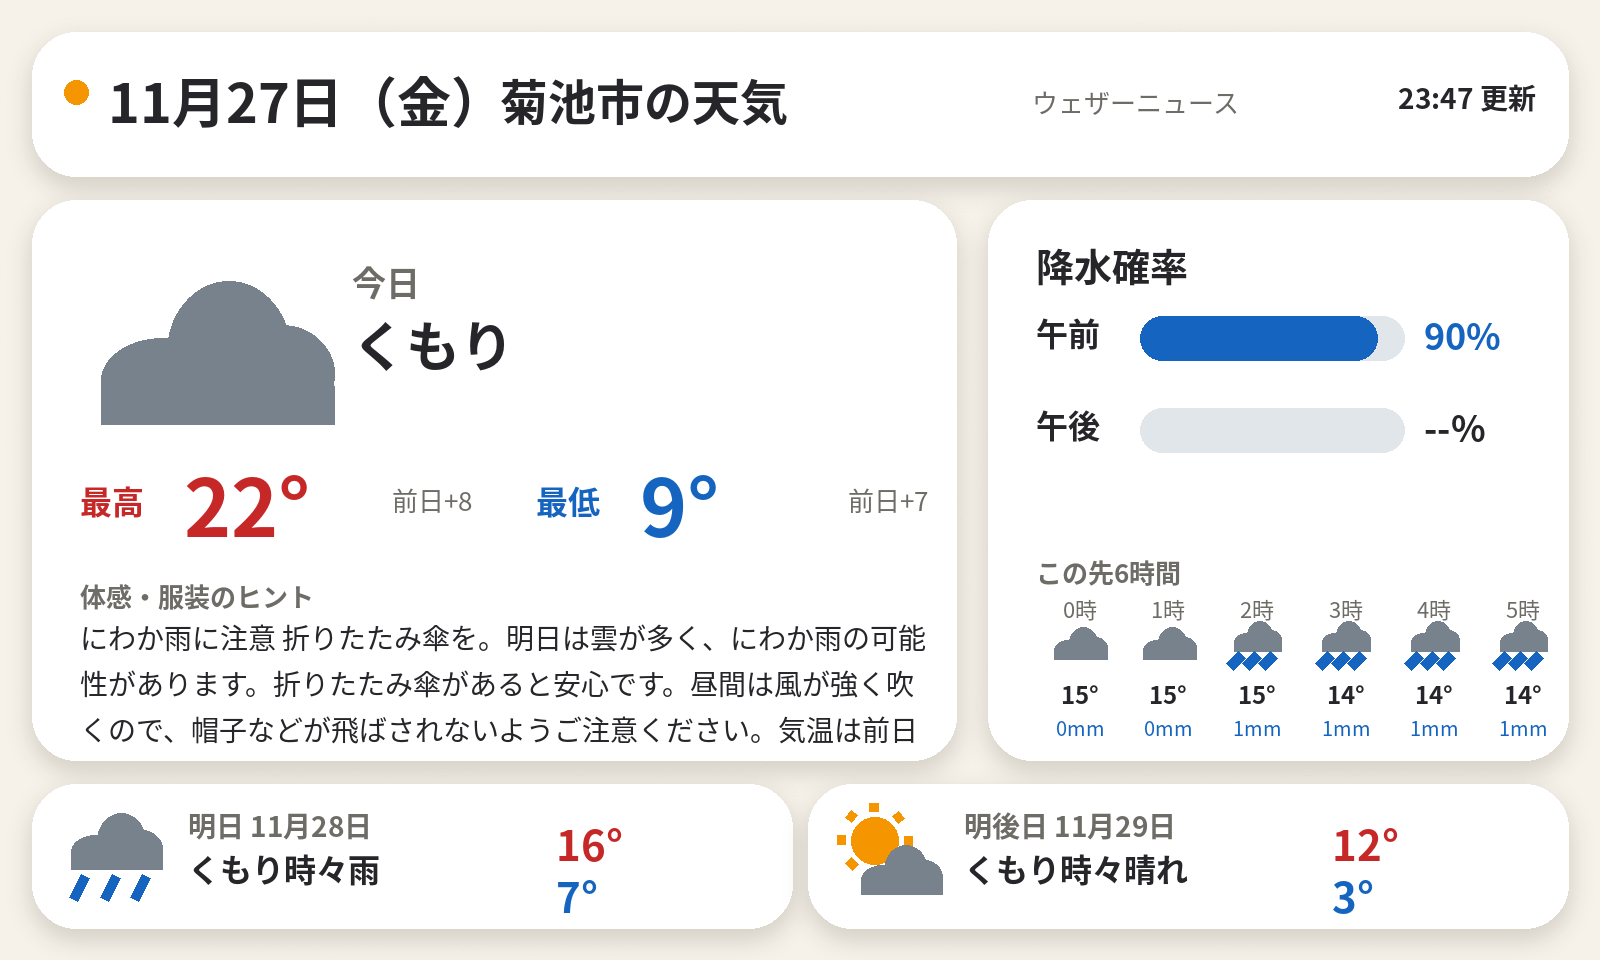 11月27日（金）菊池市の天気
ウェザーニュース
23:47 更新
今日
くもり
最高 22° 前日+8 最低 9° 前日+7
体感・服装のヒント
にわか雨に注意 折りたたみ傘を。明日は雲が多く、にわか雨の可能
性があります。折りたたみ傘があると安心です。昼間は風が強く吹
くので、帽子などが飛ばされないようご注意ください。気温は前日
降水確率
午前 90%
午後 --%
この先6時間
0時 1時 2時 3時 4時 5時
15° 15° 15° 14° 14° 14°
0mm 0mm 1mm 1mm 1mm 1mm
明日 11月28日
くもり時々雨
16°
7°
明後日 11月29日
くもり時々晴れ
12°
3°